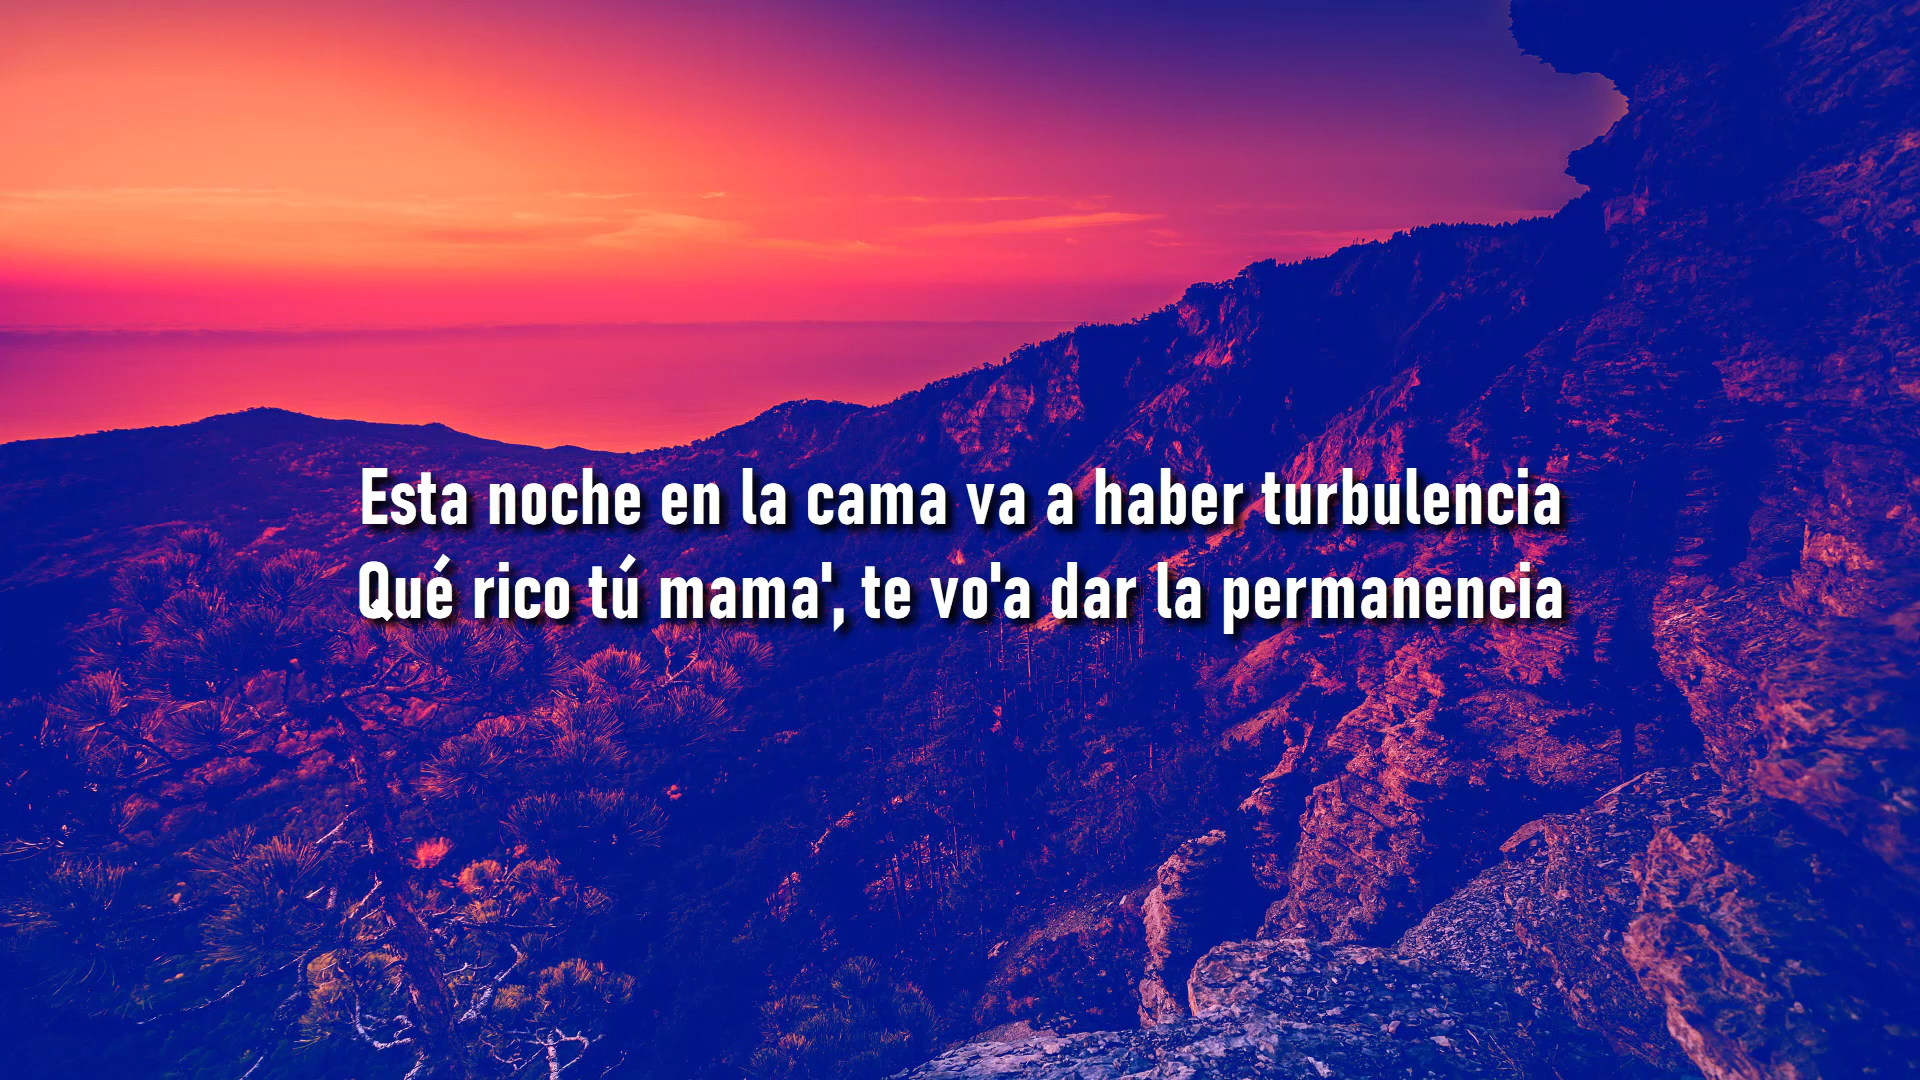 Esta noche en la cama va a haber turbulencia
Qué rico tú mama', te vo'a dar la permanencia